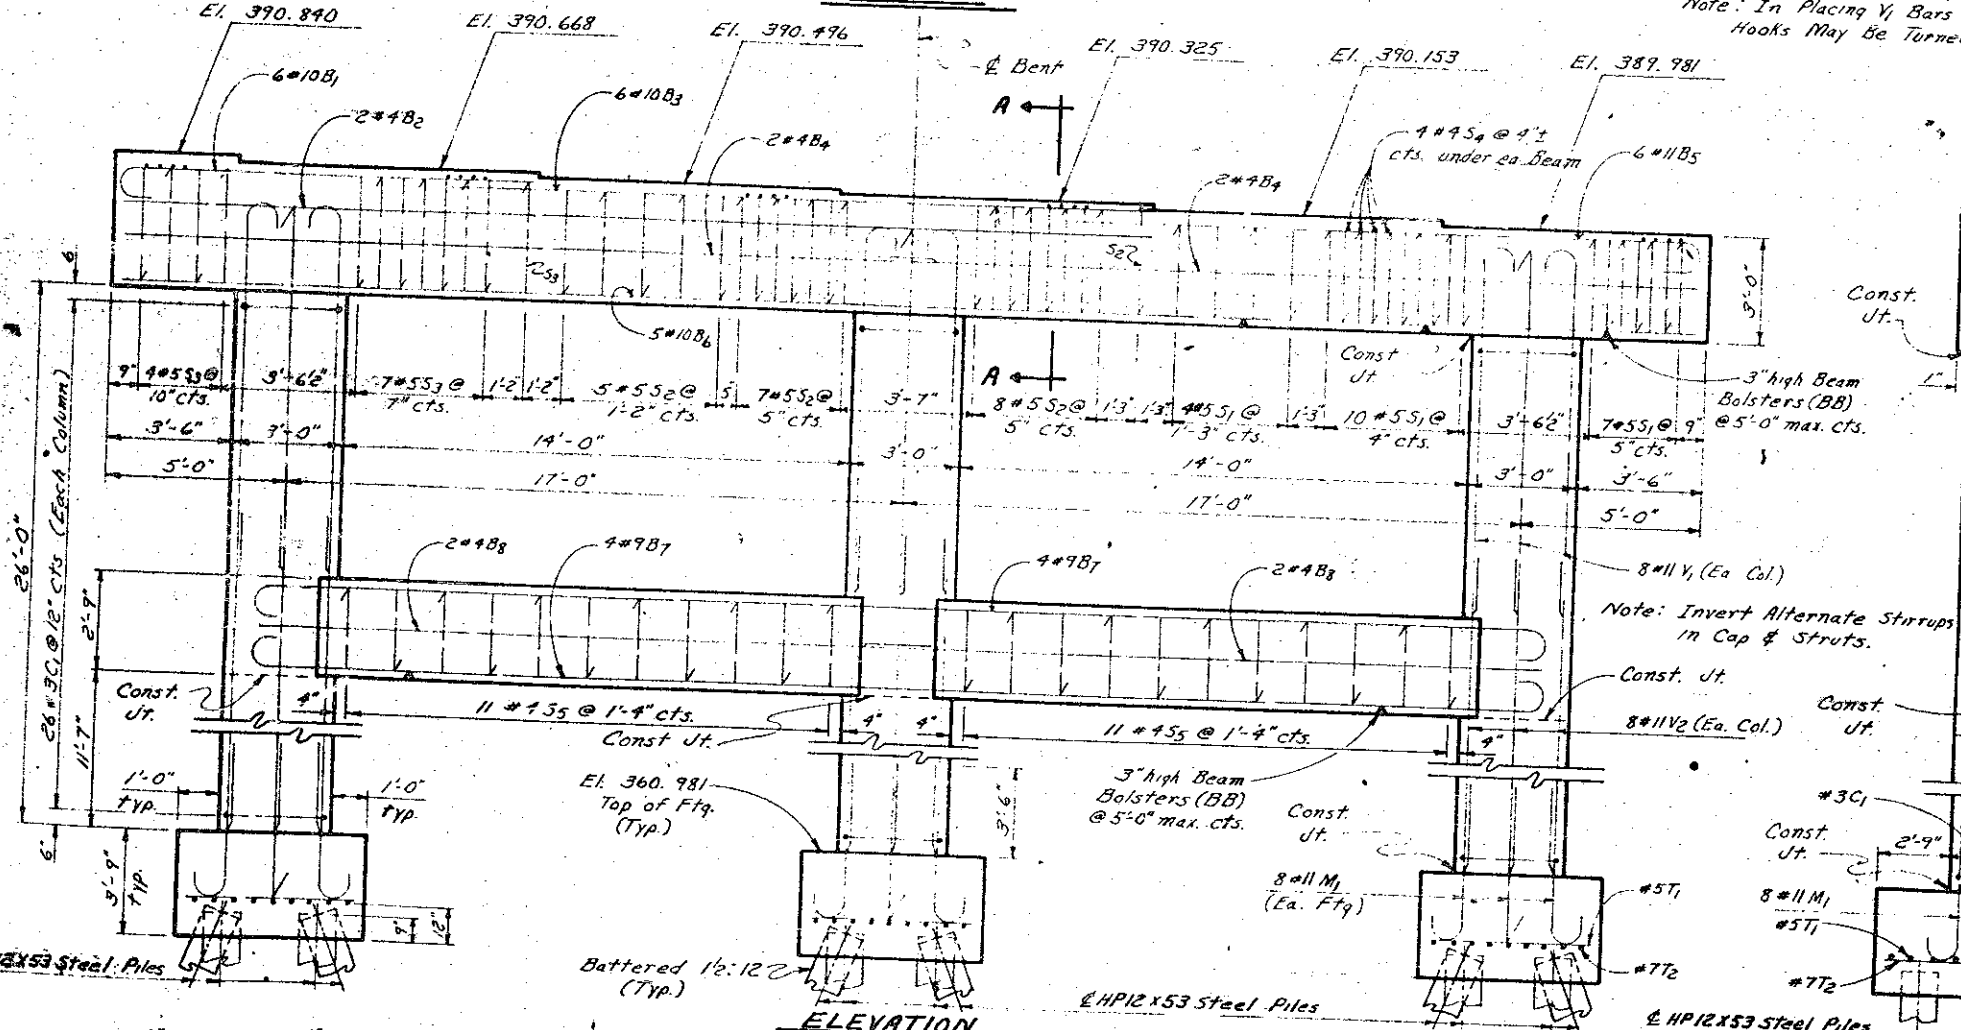 El. 390.840
El. 390.668
El. 390.496
℄ Bent
El. 390.325
El. 390.153
El. 389.981
Note: In Placing V1 Bars
Hooks May Be Turne
6#10B1
2#4B2
6#10B3
2#4B4
A
4#4S4 @ 4"±
cts. under ea. Beam
2#4B4
6#11B5
S3
S2
5#10B6
6
3'-0"
Const.
Jt.
1"
9"
4#5S3@
10"cts.
3'-6½"
7#5S3 @
7"cts.
1'-2"
1'-2"
5#5S2@
1'-2"cts.
5"
7#5S2@
5"cts.
3'-7"
A
8#5S2@
5"cts.
1'-3"
1'-3"
4#5S1 @
1'-3"cts.
1'-3"
10#5S1@
4"cts.
Const
Jt.
3'-6½"
7#5S1@
5"cts.
9"
3"high Beam
Bolsters (BB)
@5'-0"max. cts.
3'-6"
3'-0"
14'-0"
3'-0"
14'-0"
3'-0"
3'-6"
5'-0"
17'-0"
17'-0"
5'-0"
26'-0"
26#3C1@12"cts (Each Column)
2'-9"
11'-7"
2#4B8
4#9B7
4#9B7
2#4B8
8#11V1 (Ea Col.)
Note: Invert Alternate Stirrups
in Cap & Struts.
Const.
Jt.
4"
11 #4S5 @ 1'-4"cts.
Const Jt.
4"
4"
11 #4S5 @ 1'-4"cts.
4"
Const. Jt.
8#11V2 (Ea. Col.)
Const.
Jt.
1'-0"
typ.
1'-0"
typ.
El. 360.981
Top of Ftg.
(Typ.)
3'-6"
3"high Beam
Bolsters (BB)
@5'-0"max. cts.
Const.
Jt.
#3C1
Const.
Jt.
2'-9"
6"
3'-9"
typ.
9"
12"
8#11M1
(Ea. Ftg)
#5T1
#7T2
8#11M1
#5T1
#7T2
12X53 Steel Piles
Battered 1½:12
(Typ.)
℄ HP12X53 Steel Piles
℄ HP12X53 Steel Piles
ELEVATION